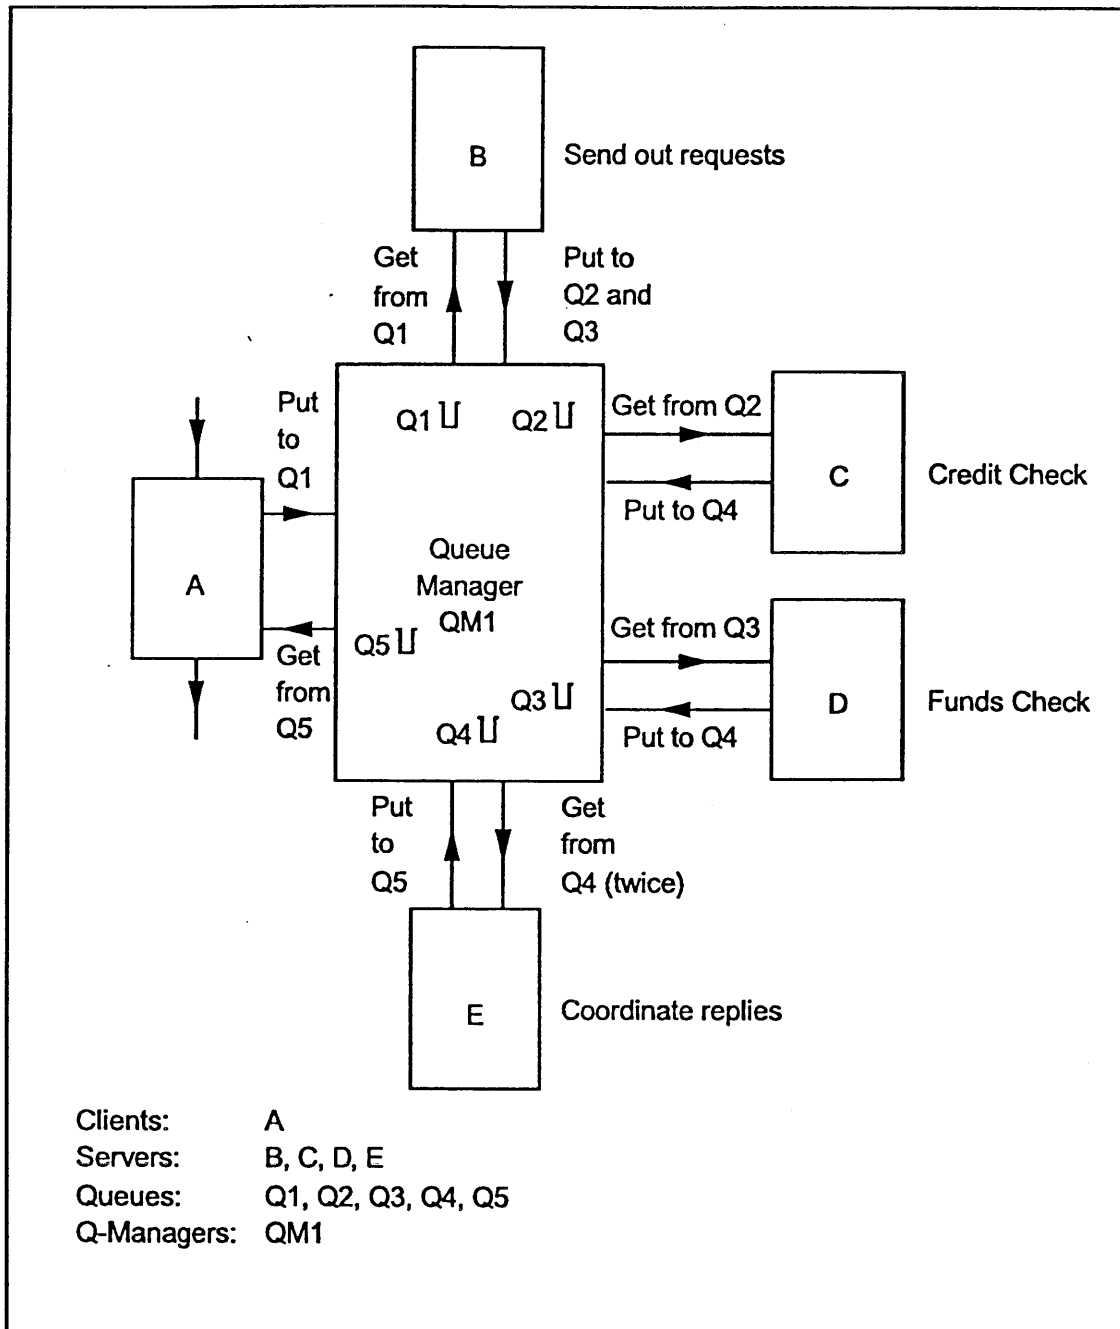 B
Send out requests
Get
from
Q1
Put to
Q2 and
Q3
Put
to
Q1
Q1
Q2
Get from Q2
C
Credit Check
Put to Q4
A
Queue
Manager
QM1
Get from Q3
Q5
Get
from
Q5
Q3
D
Funds Check
Q4
Put to Q4
Put
to
Q5
Get
from
Q4 (twice)
E
Coordinate replies
Clients: A
Servers: B, C, D, E
Queues: Q1, Q2, Q3, Q4, Q5
Q-Managers: QM1